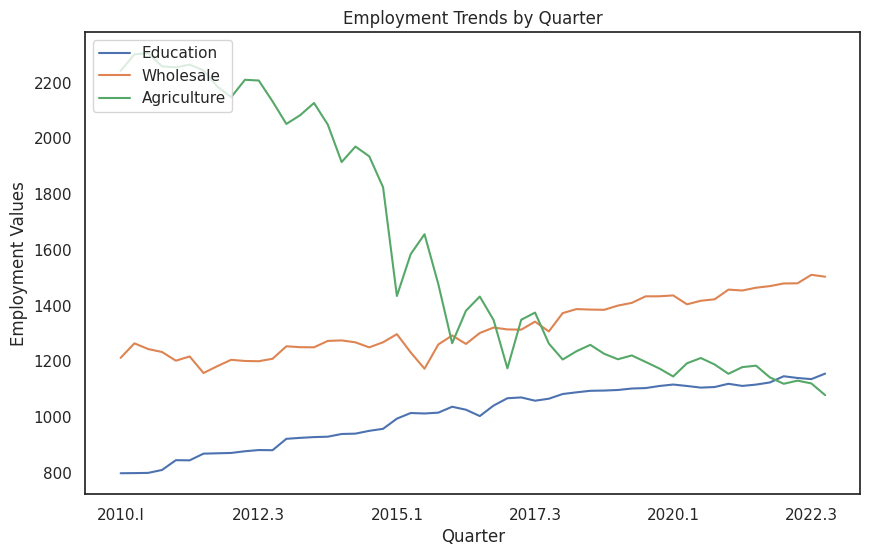 Employment Trends by Quarter
Education
Wholesale
Agriculture
2200
2000
1800
1600
1400
1200
1000
800
Employment Values
2010.I
2012.3
2015.1
2017.3
2020.1
2022.3
Quarter